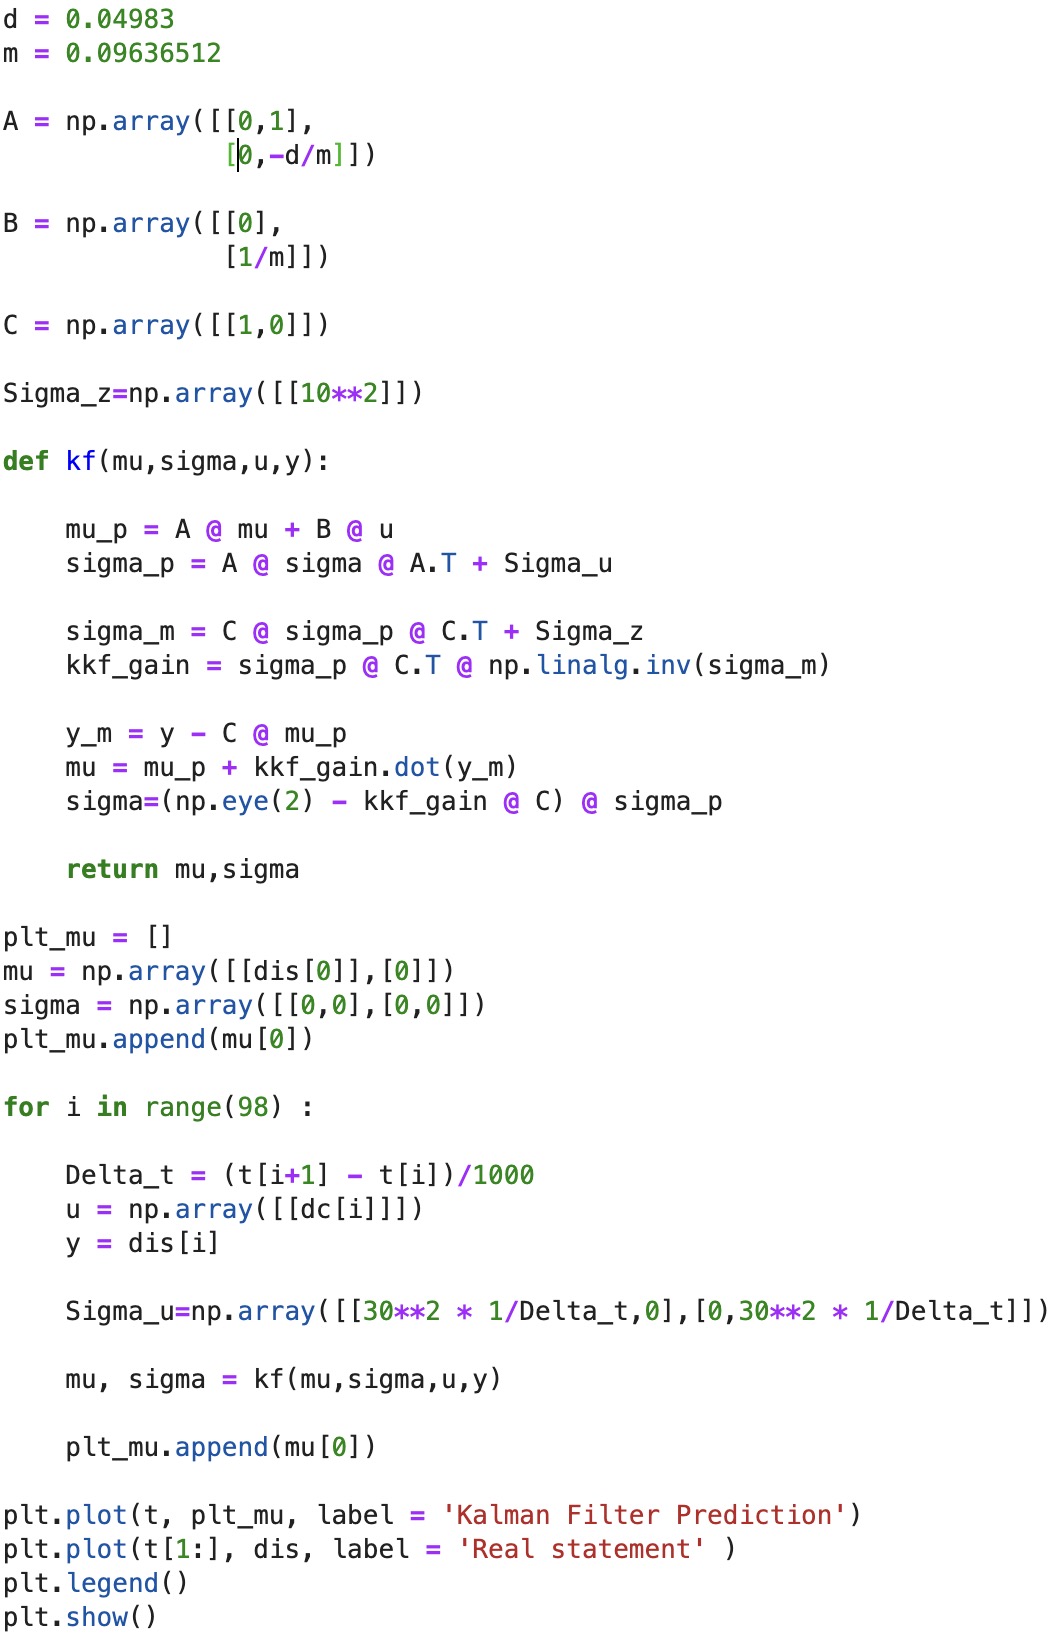 d = 0.04983
m = 0.09636512
A = np.array([[0,1],
[0,-d/m]])
B = np.array([[0],
[1/m]])
C = np.array([[1,0]])
Sigma_z=np.array([[10**2]])
def kf(mu,sigma,u,y):
mu_p = A @ mu + B @ u
sigma_p = A @ sigma @ A.T + Sigma_u
sigma_m = C @ sigma_p @ C.T + Sigma_z
kkf_gain = sigma_p @ C.T @ np.linalg.inv(sigma_m)
y_m = y - C @ mu_p
mu = mu_p + kkf_gain.dot(y_m)
sigma=(np.eye(2) - kkf_gain @ C) @ sigma_p
return mu,sigma
plt_mu = []
mu = np.array([[dis[0]],[0]])
sigma = np.array([[0,0],[0,0]])
plt_mu.append(mu[0])
for i in range(98) :
Delta_t = (t[i+1] - t[i])/1000
u = np.array([[dc[i]]])
y = dis[i]
Sigma_u=np.array([[30**2 * 1/Delta_t,0],[0,30**2 * 1/Delta_t]])
mu, sigma = kf(mu,sigma,u,y)
plt_mu.append(mu[0])
plt.plot(t, plt_mu, label = 'Kalman Filter Prediction')
plt.plot(t[1:], dis, label = 'Real statement' )
plt.legend()
plt.show()